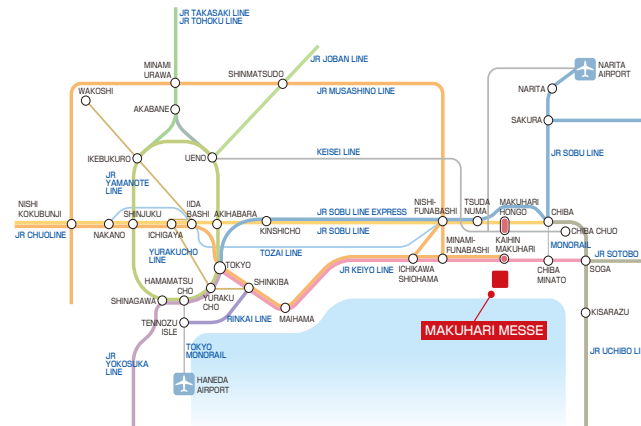 JR TAKASAKI LINE
JR TOHOKU LINE
MINAMI
URAWA
SHINMATSUDO
JR JOBAN LINE
NARITA
AIRPORT
WAKOSHI
JR MUSASHINO LINE
NARITA
AKABANE
SAKURA
IKEBUKURO
UENO
KEISEI LINE
JR SOBU LINE
JR
YAMANOTE
LINE
NISHI
KOKUBUNJI
SHINJUKU
IIDA
BASHI
AKIHABARA
JR SOBU LINE EXPRESS
NISHI-
FUNABASHI
TSUDA
NUMA
MAKUHARI
HONGO
CHIBA
JR CHUOLINE
NAKANO
ICHIGAYA
KINSHICHO
JR SOBU LINE
CHIBA CHUO
YURAKUCHO
LINE
TOZAI LINE
MINAMI-
FUNABASHI
KAIHIN
MAKUHARI
MONORAIL
JR SOTOBO
TOKYO
JR KEIYO LINE
ICHIKAWA
SHIOHAMA
CHIBA
MINATO
SOGA
HAMAMATSU
CHO
SHINKIBA
SHINAGAWA
YURAKU
CHO
MAIHAMA
KISARAZU
TENNOZU
ISLE
RINKAI LINE
MAKUHARI MESSE
JR
YOKOSUKA
LINE
TOKYO
MONORAIL
JR UCHIBO LI
HANEDA
AIRPORT